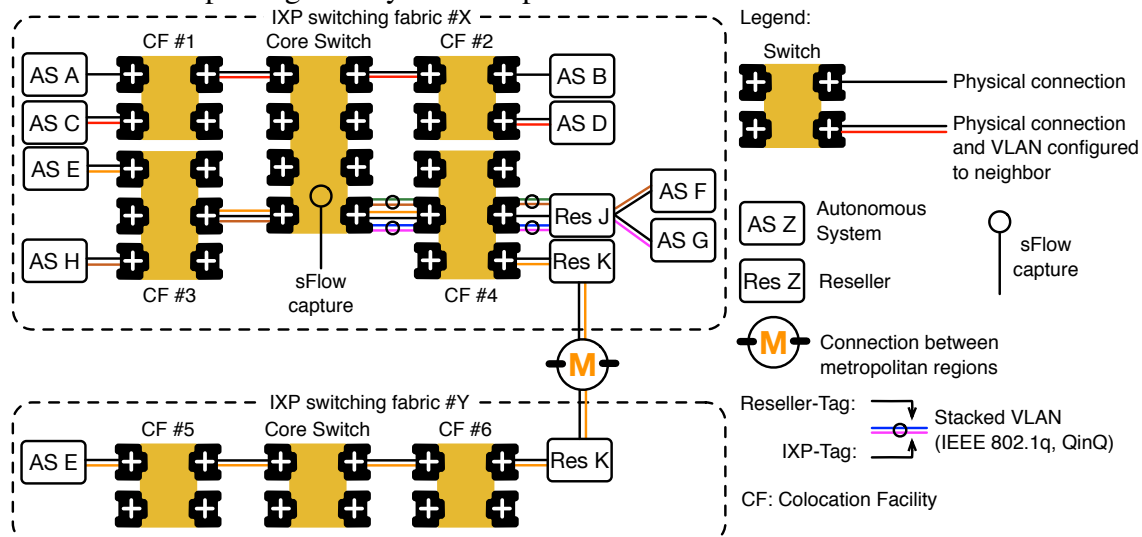 IXP switching fabric #X
CF #1 Core Switch CF #2
AS A
AS B
AS C
AS D
AS E
AS F
Res J
AS G
AS H
Res K
CF #3
sFlow
capture
CF #4
M
IXP switching fabric #Y
CF #5 Core Switch CF #6
AS E
Res K
Legend:
Switch
Physical connection
Physical connection
and VLAN configured
to neighbor
AS Z
Autonomous
System
sFlow
capture
Res Z
Reseller
M
Connection between
metropolitan regions
Reseller-Tag:
IXP-Tag:
Stacked VLAN
(IEEE 802.1q, QinQ)
CF: Colocation Facility